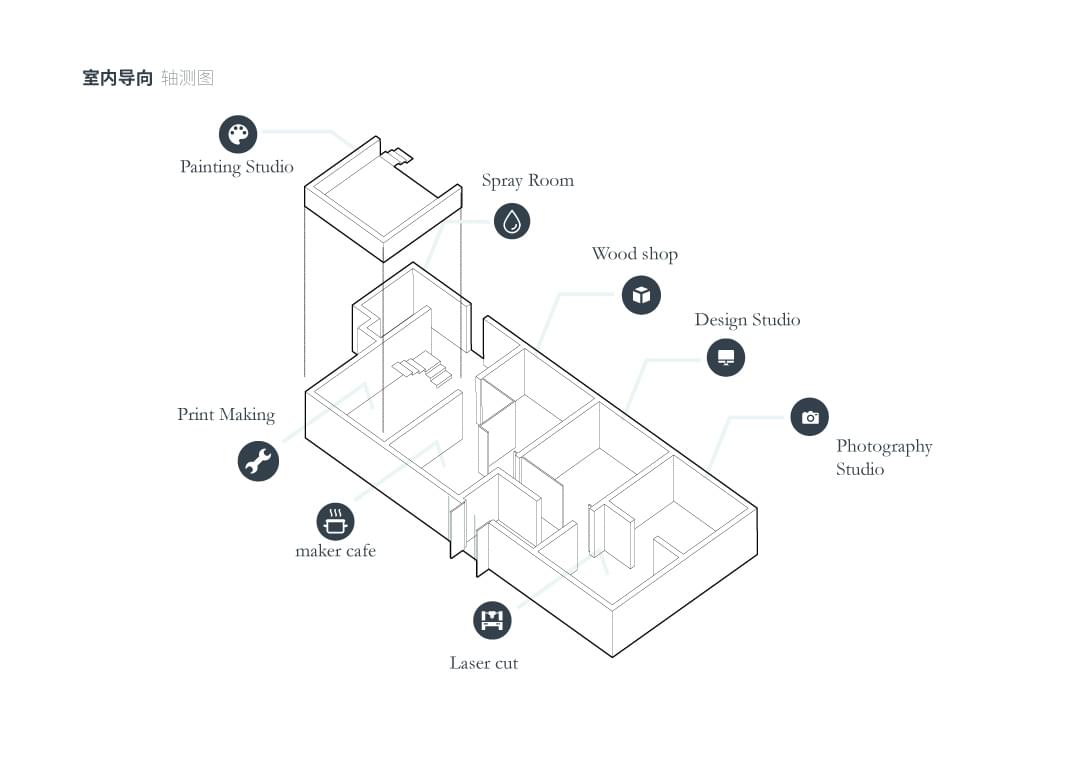 室内导向 轴测图
Painting Studio
Spray Room
Wood shop
Design Studio
Print Making
Photography
Studio
maker cafe
Laser cut